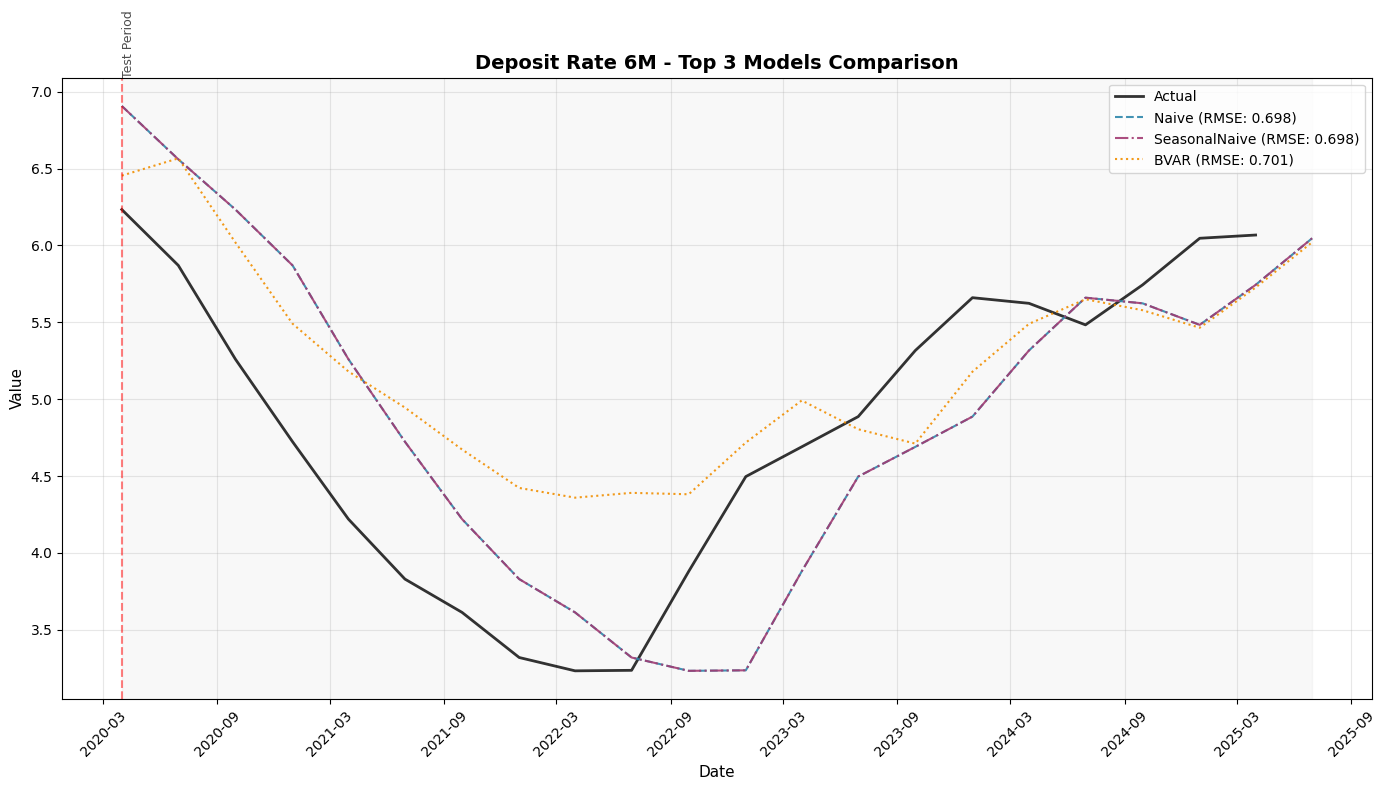 Test Period
Deposit Rate 6M - Top 3 Models Comparison
Actual
Naive (RMSE: 0.698)
SeasonalNaive (RMSE: 0.698)
BVAR (RMSE: 0.701)
Value
7.0
6.5
6.0
5.5
5.0
4.5
4.0
3.5
2020-03
2020-09
2021-03
2021-09
2022-03
2022-09
2023-03
2023-09
2024-03
2024-09
2025-03
2025-09
Date